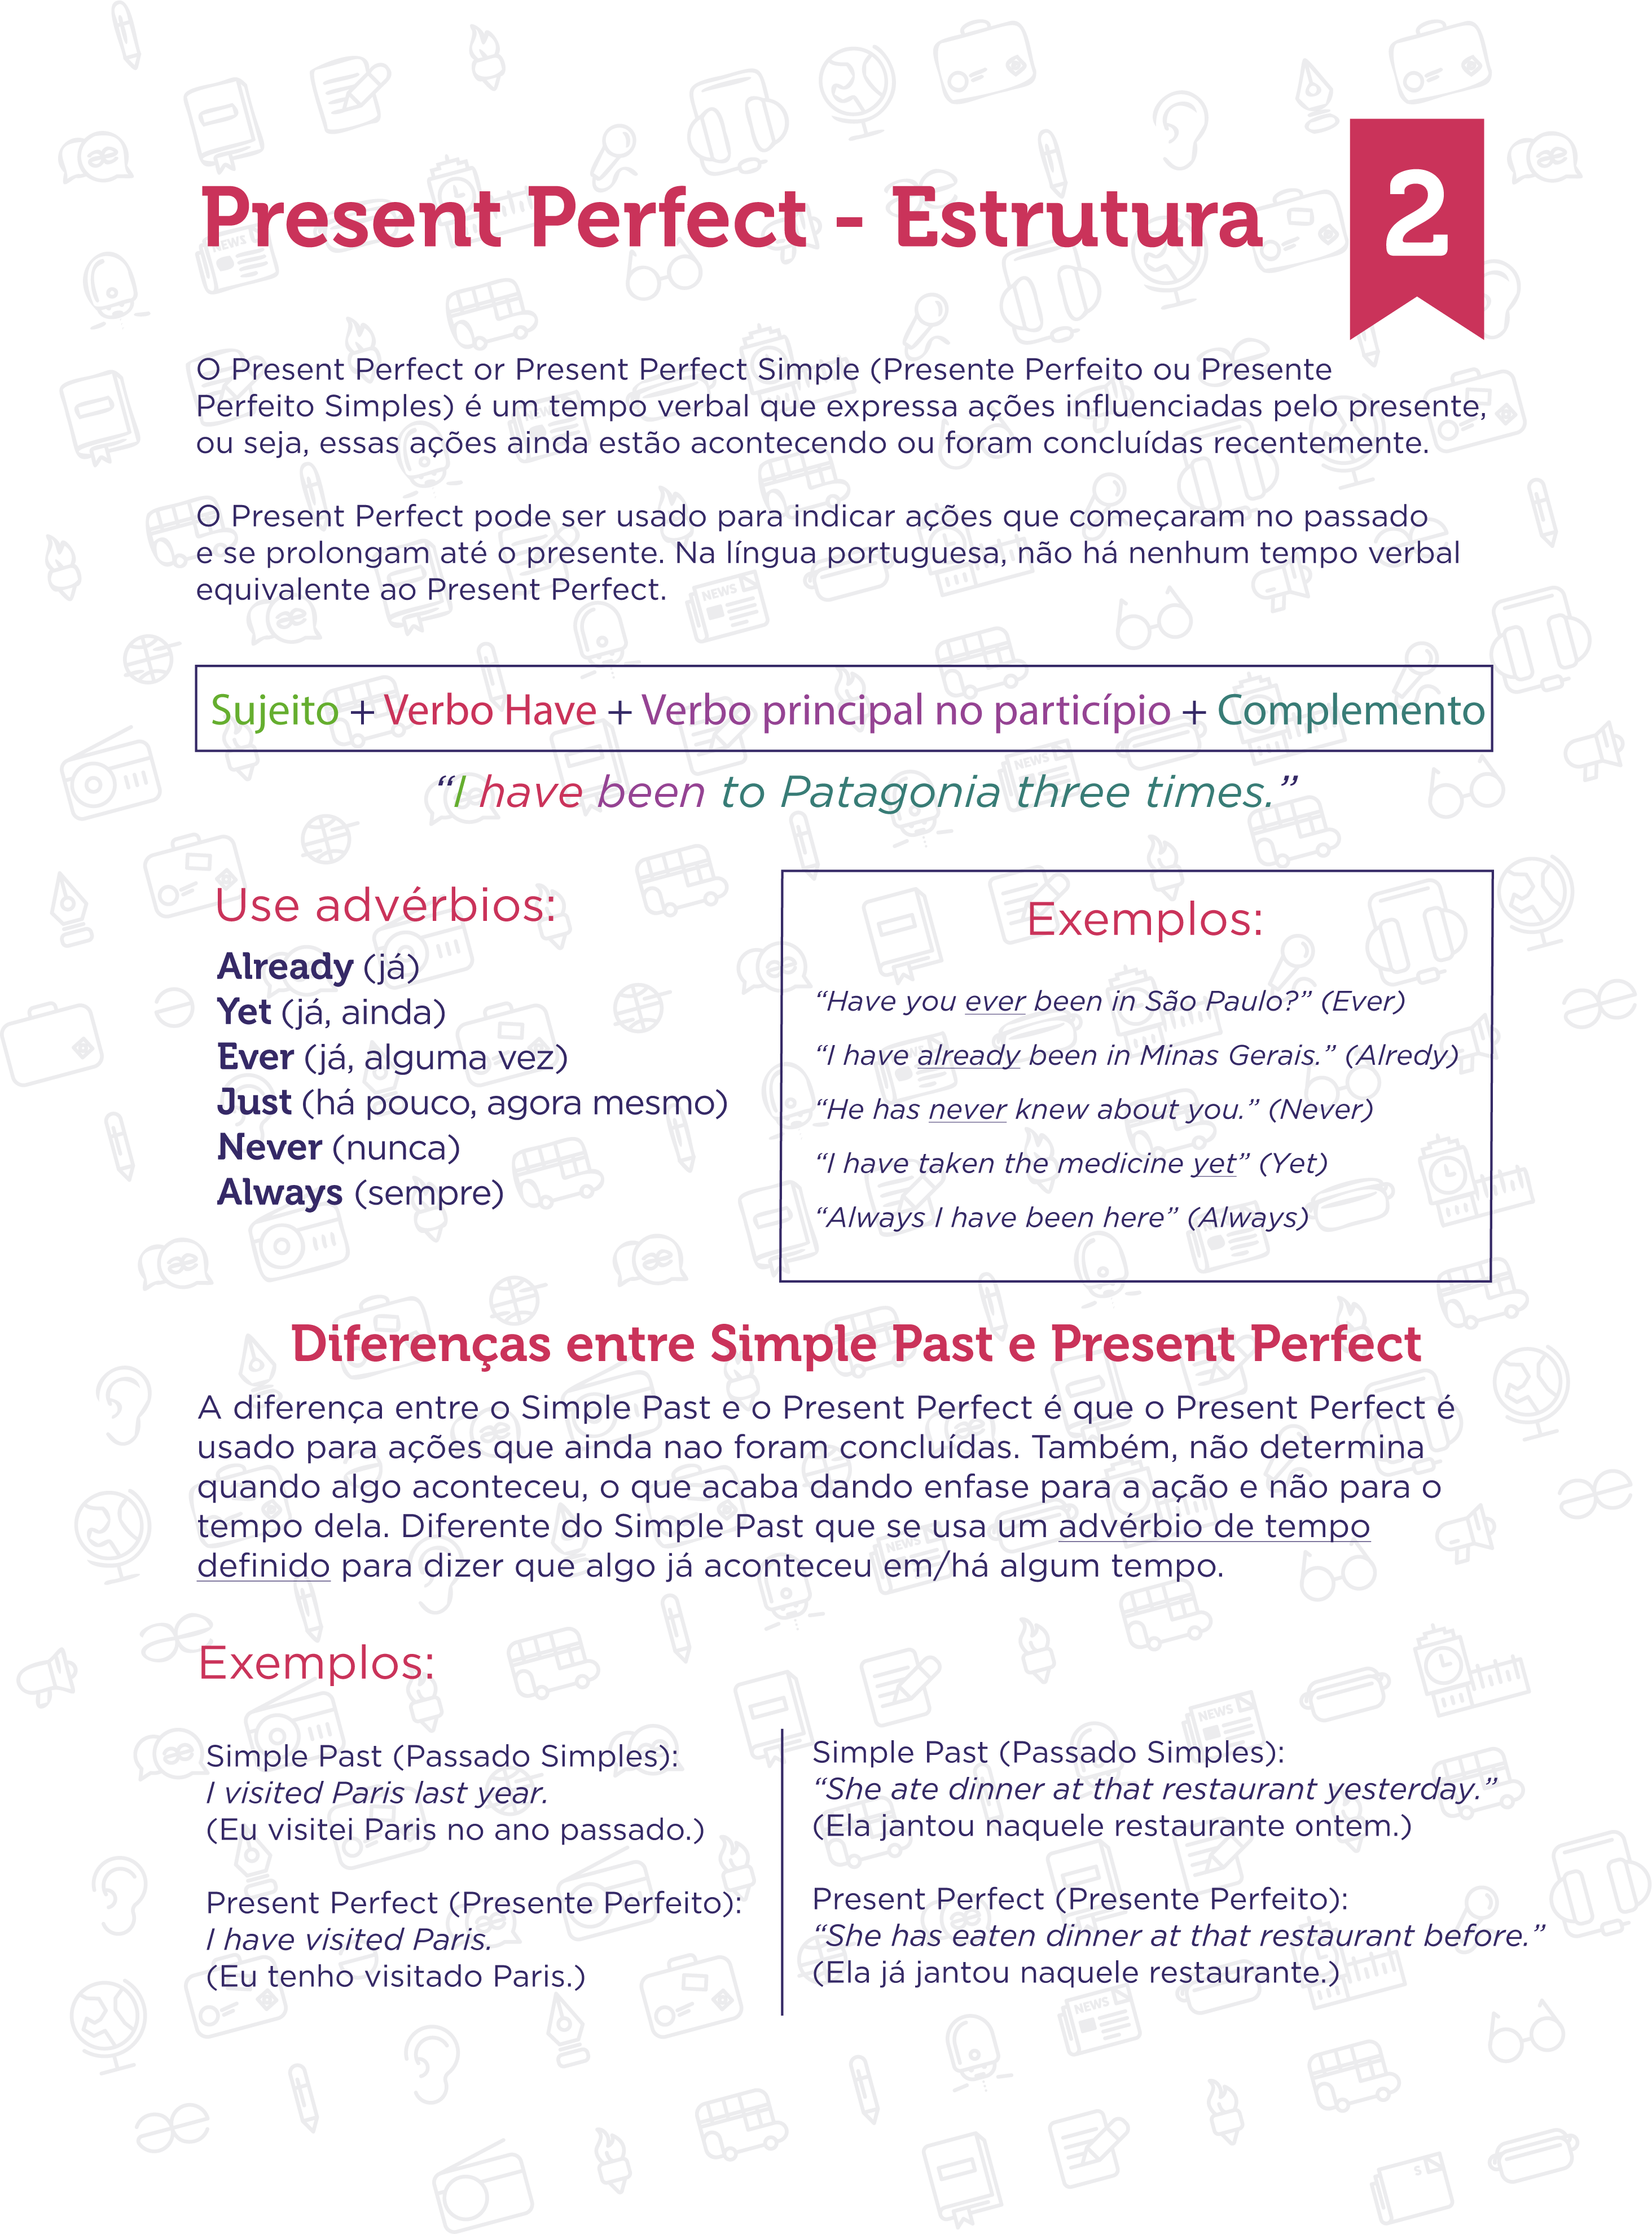 Present Perfect - Estrutura
2
O Present Perfect or Present Perfect Simple (Presente Perfeito ou Presente
Perfeito Simples) é um tempo verbal que expressa ações influenciadas pelo presente,
ou seja, essas ações ainda estão acontecendo ou foram concluídas recentemente.
O Present Perfect pode ser usado para indicar ações que começaram no passado
e se prolongam até o presente. Na língua portuguesa, não há nenhum tempo verbal
equivalente ao Present Perfect.
Sujeito + Verbo Have + Verbo principal no particípio + Complemento
“I have been to Patagonia three times.”
Use advérbios:
Already (já)
Yet (já, ainda)
Ever (já, alguma vez)
Just (há pouco, agora mesmo)
Never (nunca)
Always (sempre)
Exemplos:
“Have you ever been in São Paulo?” (Ever)
“I have already been in Minas Gerais.” (Alredy)
“He has never knew about you.” (Never)
“I have taken the medicine yet” (Yet)
“Always I have been here” (Always)
Diferenças entre Simple Past e Present Perfect
A diferença entre o Simple Past e o Present Perfect é que o Present Perfect é
usado para ações que ainda nao foram concluídas. Também, não determina
quando algo aconteceu, o que acaba dando enfase para a ação e não para o
tempo dela. Diferente do Simple Past que se usa um advérbio de tempo
definido para dizer que algo já aconteceu em/há algum tempo.
Exemplos:
Simple Past (Passado Simples):
I visited Paris last year.
(Eu visitei Paris no ano passado.)
Present Perfect (Presente Perfeito):
I have visited Paris.
(Eu tenho visitado Paris.)
Simple Past (Passado Simples):
“She ate dinner at that restaurant yesterday.”
(Ela jantou naquele restaurante ontem.)
Present Perfect (Presente Perfeito):
“She has eaten dinner at that restaurant before.”
(Ela já jantou naquele restaurante.)
NEWS
NEWS
NEWS
NEWS
NEWS
NEWS